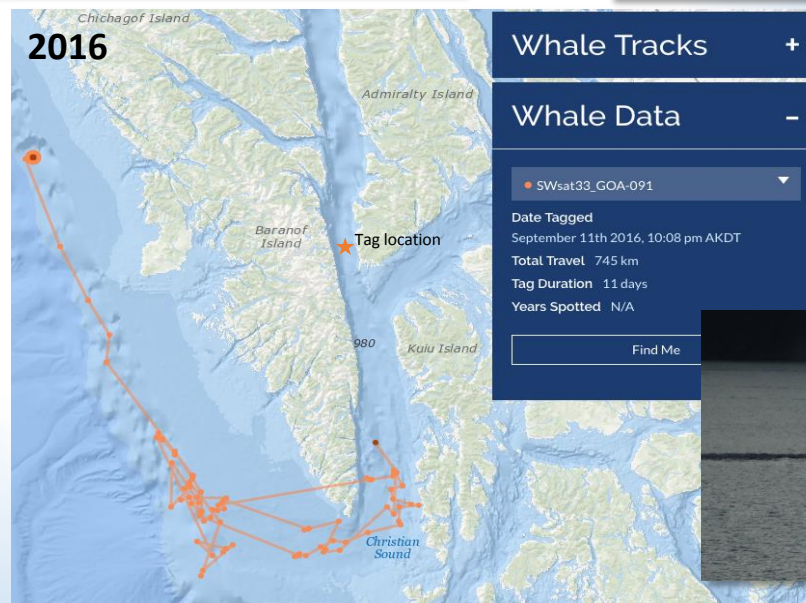 Chichagof Island
2016
Admiralty Island
Baranof
Island
Tag location
980
Kuiu Island
Christian
Sound
Whale Tracks +
Whale Data –
SWsat33_GOA-091
Date Tagged
September 11th 2016, 10:08 pm AKDT
Total Travel 745 km
Tag Duration 11 days
Years Spotted N/A
Find Me